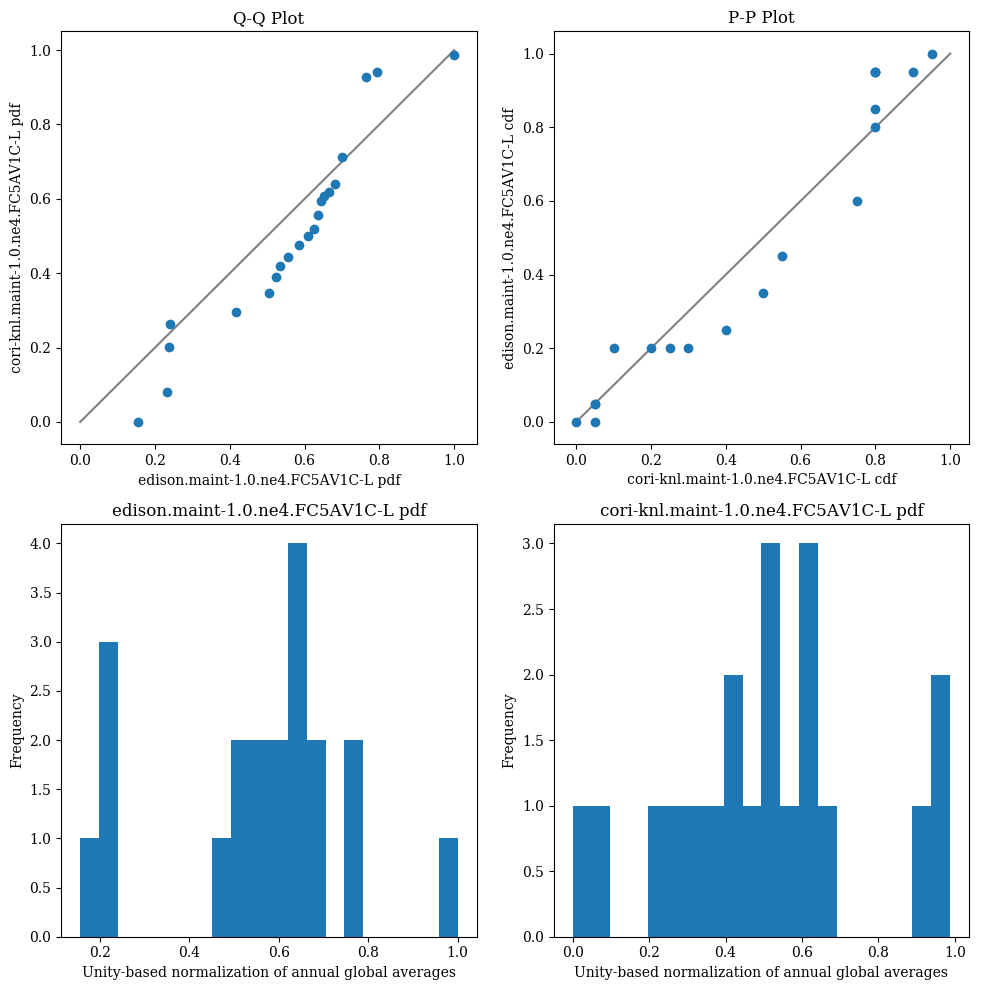 Q-Q Plot
1.0
0.8
0.6
0.4
0.2
0.0
cori-knl.maint-1.0.ne4.FC5AV1C-L pdf
0.0 0.2 0.4 0.6 0.8 1.0
edison.maint-1.0.ne4.FC5AV1C-L pdf
P-P Plot
1.0
0.8
0.6
0.4
0.2
0.0
edison.maint-1.0.ne4.FC5AV1C-L cdf
0.0 0.2 0.4 0.6 0.8 1.0
cori-knl.maint-1.0.ne4.FC5AV1C-L cdf
edison.maint-1.0.ne4.FC5AV1C-L pdf
4.0
3.5
3.0
2.5
2.0
1.5
1.0
0.5
0.0
Frequency
0.2 0.4 0.6 0.8 1.0
Unity-based normalization of annual global averages
cori-knl.maint-1.0.ne4.FC5AV1C-L pdf
3.0
2.5
2.0
1.5
1.0
0.5
0.0
Frequency
0.0 0.2 0.4 0.6 0.8 1.0
Unity-based normalization of annual global averages